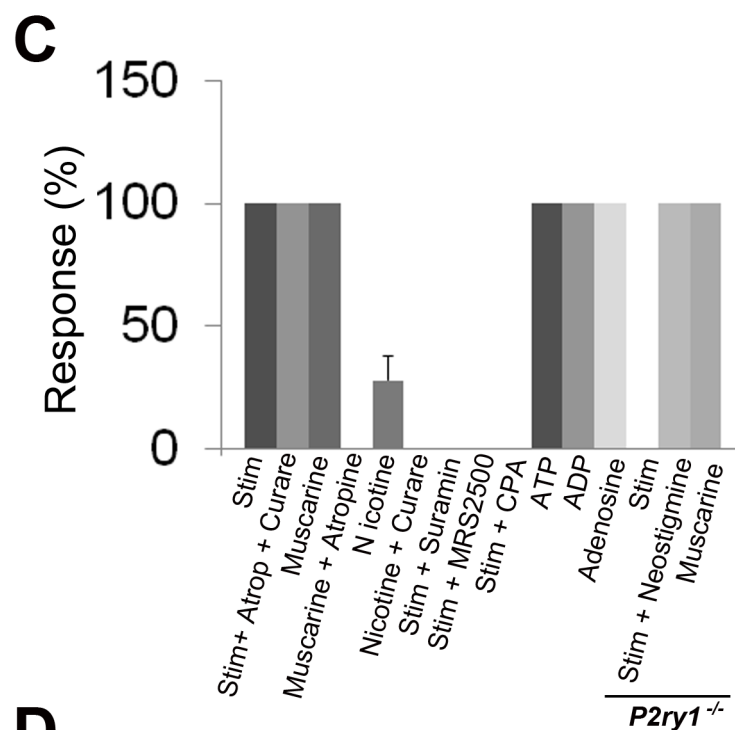 C
150
100
50
0
Response (%)
Stim
Stim+ Atrop + Curare
Muscarine
Muscarine + Atropine
N icotine
Nicotine + Curare
Stim + Suramin
Stim + MRS2500
Stim + CPA
ATP
ADP
Adenosine
Stim
Stim + Neostigmine
Muscarine
P2ry1 -/-
D